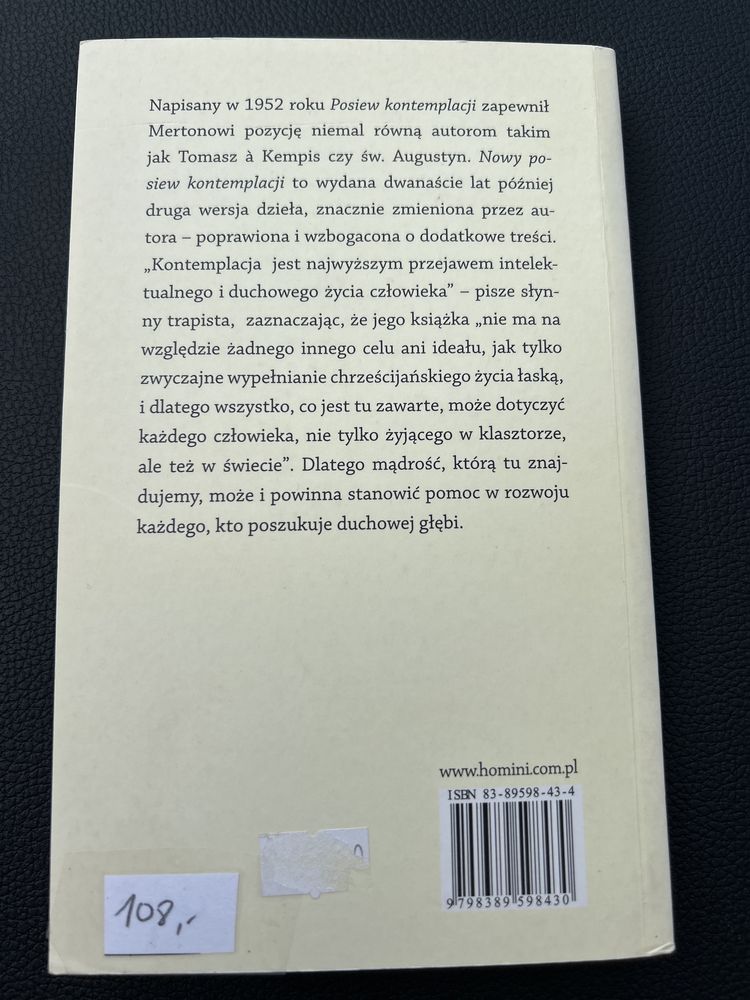 Napisany w 1952 roku Posiew kontemplacji zapewnił
Mertonowi pozycję niemal równą autorom takim
jak Tomasz à Kempis czy św. Augustyn. Nowy po-
siew kontemplacji to wydana dwanaście lat później
druga wersja dzieła, znacznie zmieniona przez au-
tora – poprawiona i wzbogacona o dodatkowe treści.
„Kontemplacja jest najwyższym przejawem intelek-
tualnego i duchowego życia człowieka” – pisze słyn-
ny trapista, zaznaczając, że jego książka „nie ma na
względzie żadnego innego celu ani ideału, jak tylko
zwyczajne wypełnianie chrześcijańskiego życia łaską,
i dlatego wszystko, co jest tu zawarte, może dotyczyć
każdego człowieka, nie tylko żyjącego w klasztorze,
ale też w świecie”. Dlatego mądrość, którą tu znaj-
dujemy, może i powinna stanowić pomoc w rozwoju
każdego, kto poszukuje duchowej głębi.
www.homini.com.pl
ISBN 83-89598-43-4
9 798389 598430
108,-